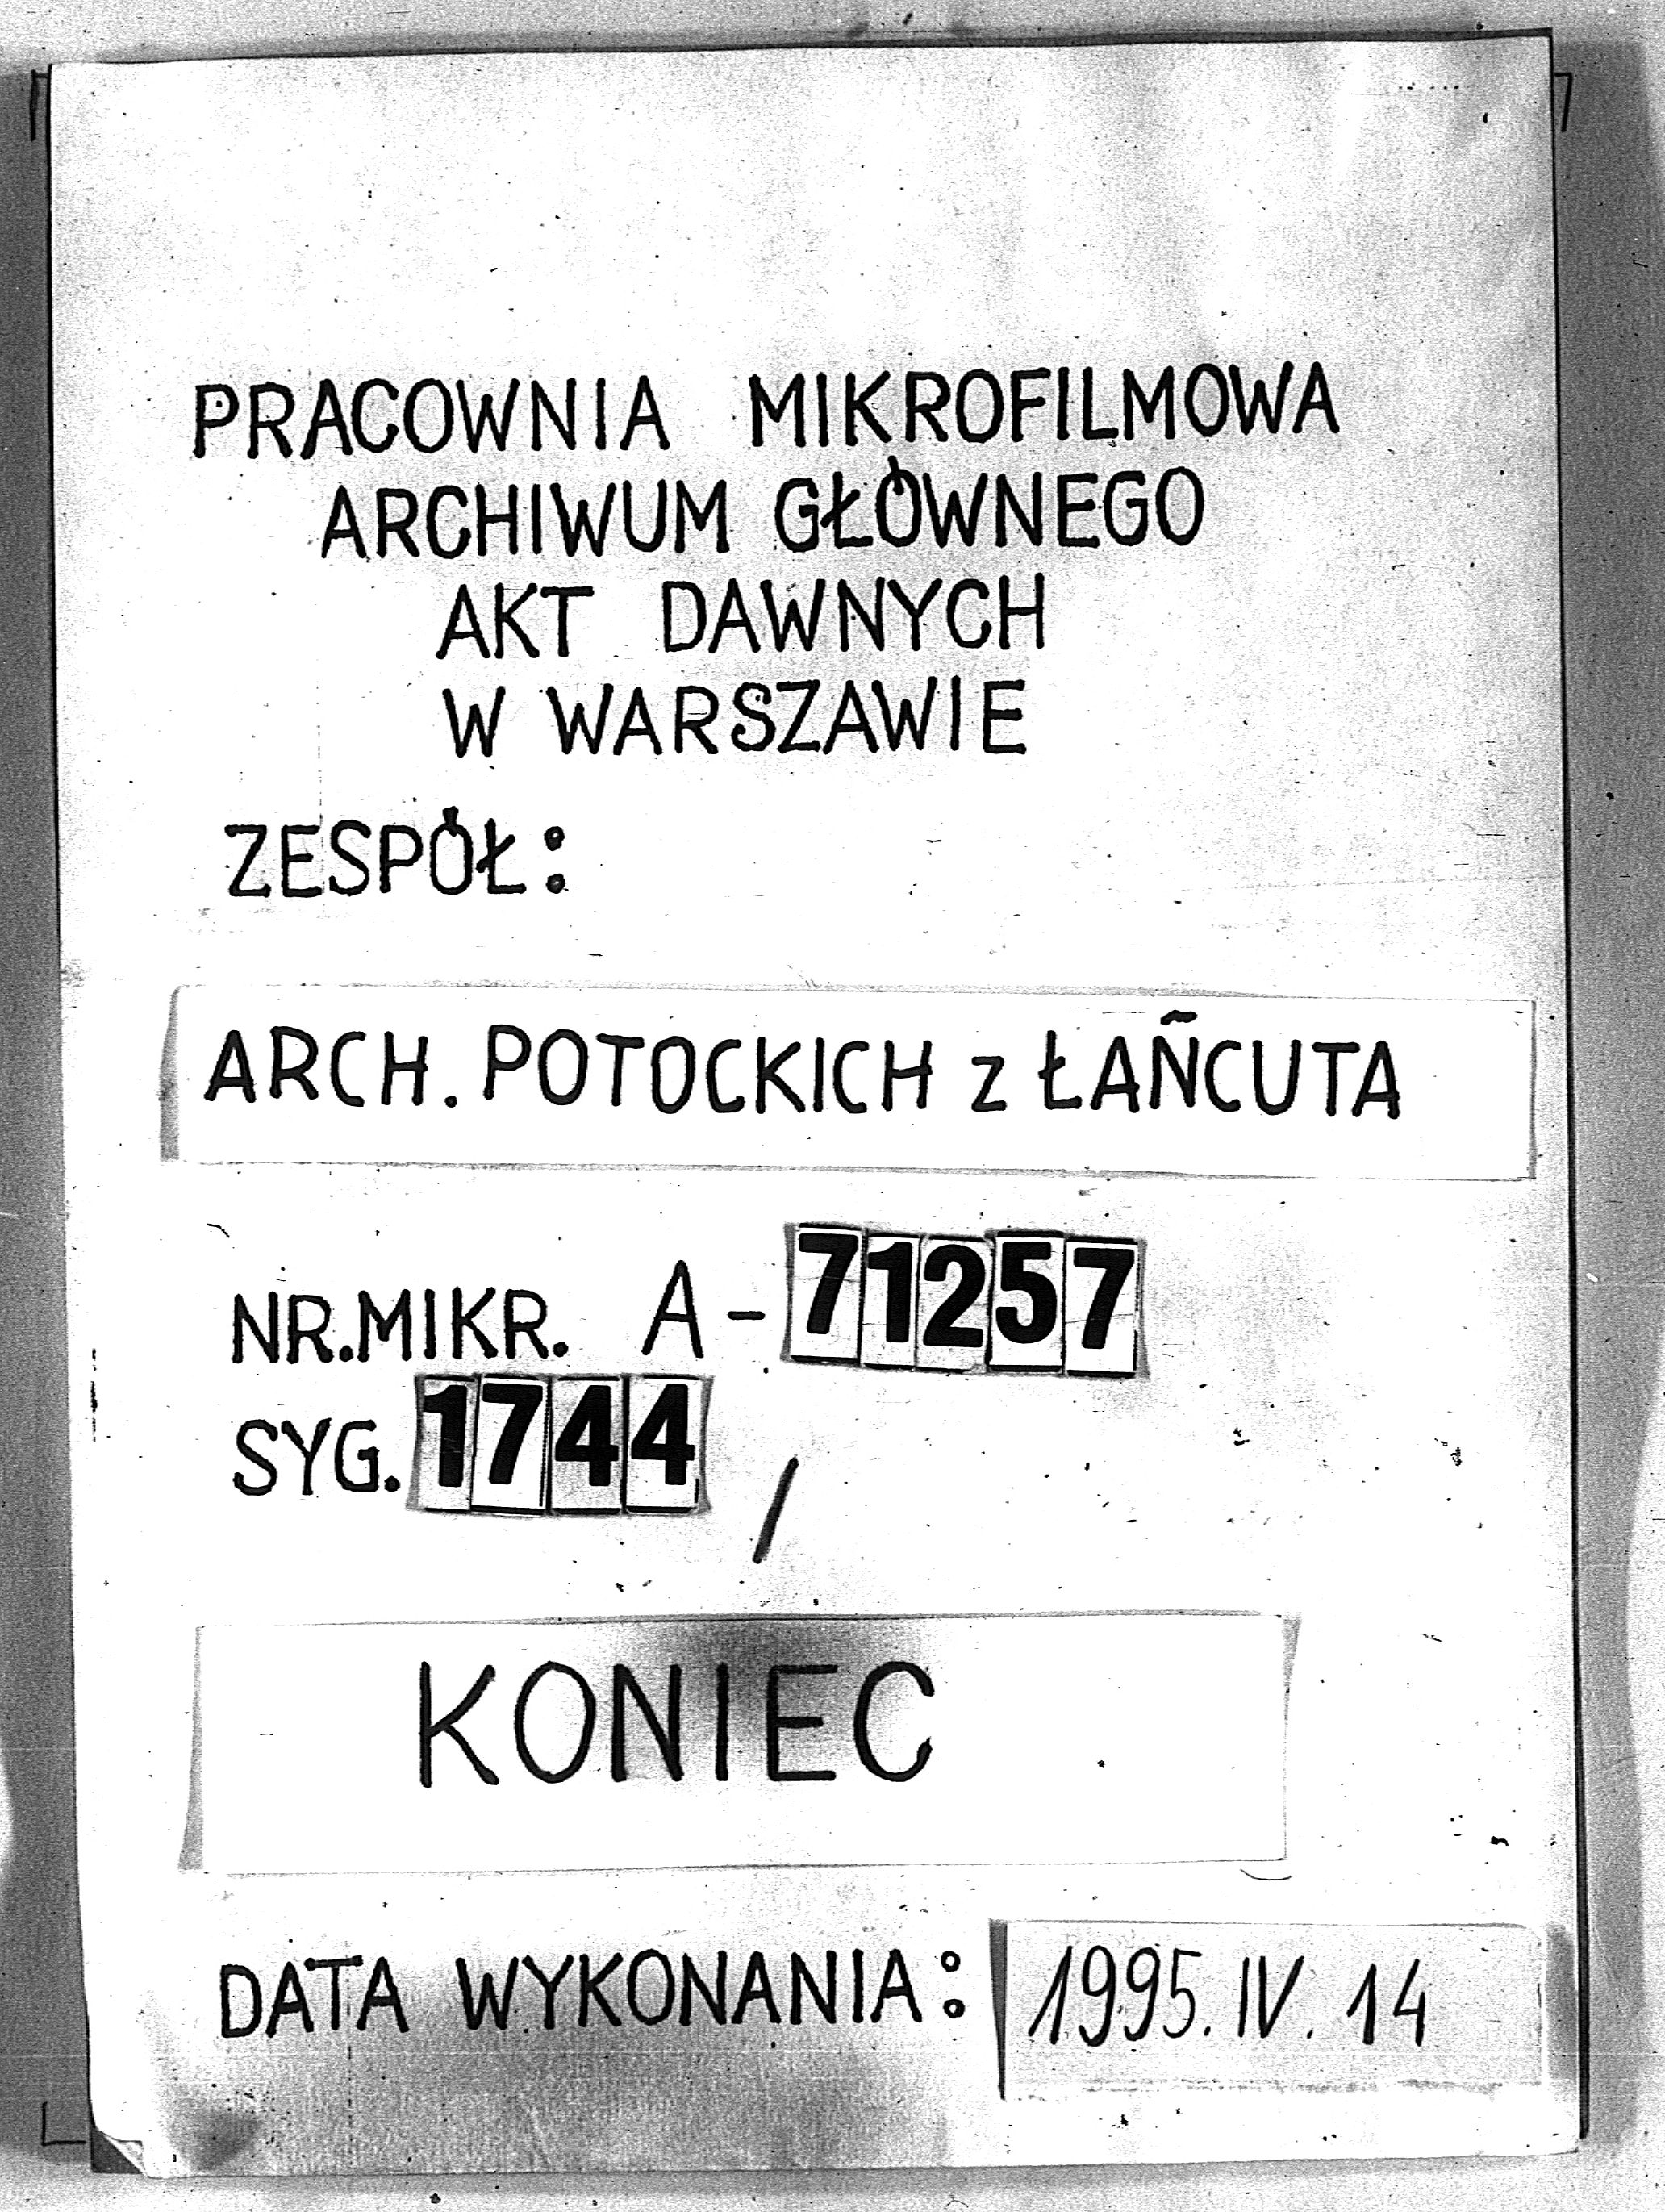 PRACOWNIA MIKROFILMOWA
ARCHIWUM GŁÓWNEGO
AKT DAWNYCH
W WARSZAWIE
ZESPÓŁ:
ARCH. POTOCKICH z ŁAŃCUTA
NR.MIKR. A-71257
SYG. 1744 /
KONIEC
DATA WYKONANIA: 1995.IV.14